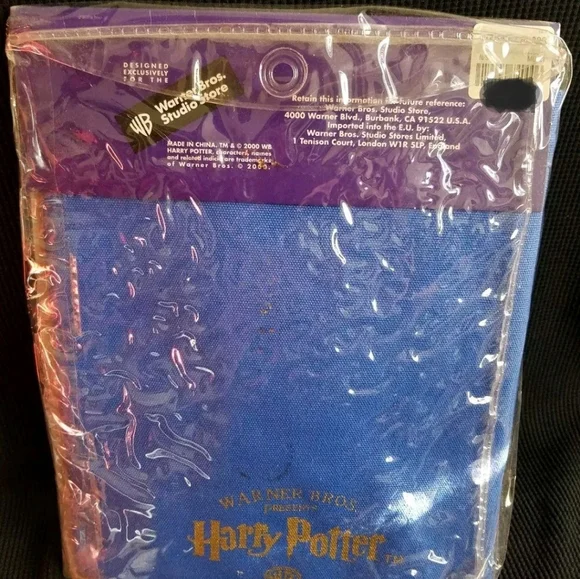 DESIGNED
EXCLUSIVELY
FOR THE
WB
Warner Bros.
Studio Store
MADE IN CHINA. TM & © 2000 WB
HARRY POTTER, characters, names
and related indicia are trademarks
of Warner Bros. © 2000.
Retain this information for future reference:
Warner Bros. Studio Store,
4000 Warner Blvd., Burbank, CA 91522 U.S.A.
Imported into the E.U. by:
Warner Bros. Studio Stores Limited,
1 Tenison Court, London W1R 5LP, England
WARNER BROS.
PRESENTS
Harry Potter TM
WB